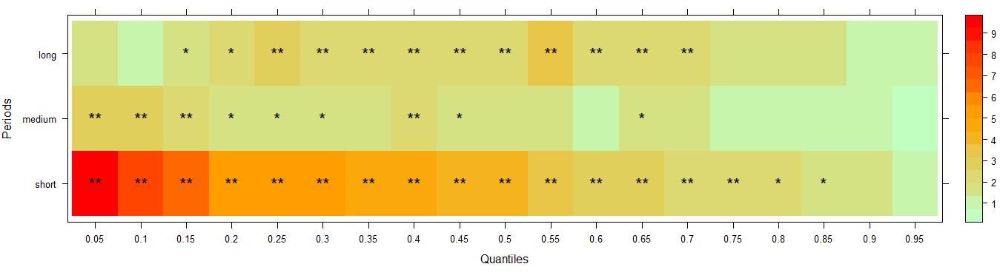 9
long * * ** ** ** ** ** ** ** ** ** **
8
7
6
Periods
medium ** ** ** * * * ** * *
5
4
3
short ** ** ** ** ** ** ** ** ** ** ** ** ** ** ** * *
2
1
0.05 0.1 0.15 0.2 0.25 0.3 0.35 0.4 0.45 0.5 0.55 0.6 0.65 0.7 0.75 0.8 0.85 0.9 0.95
Quantiles